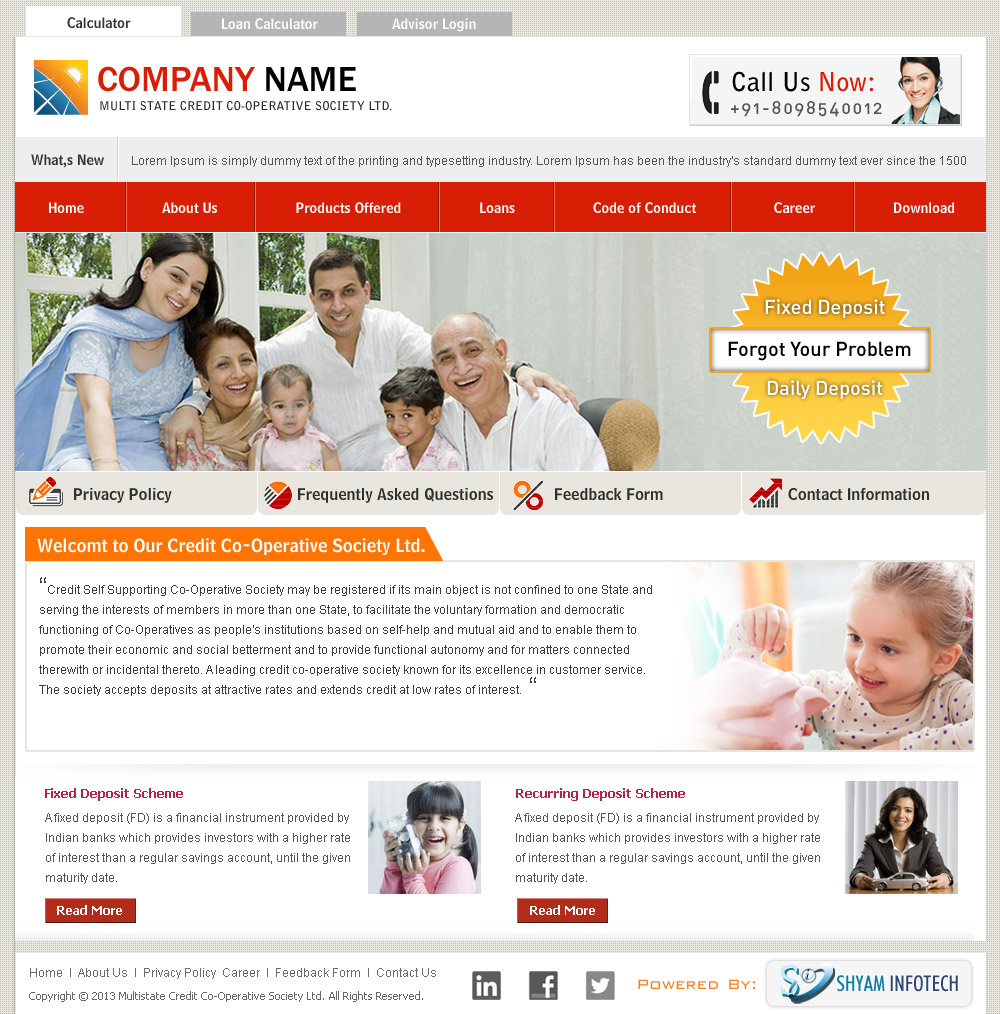 Calculator
Loan Calculator
Advisor Login
COMPANY NAME
MULTI STATE CREDIT CO-OPERATIVE SOCIETY LTD.
Call Us Now:
+91-8098540012
What,s New
Lorem Ipsum is simply dummy text of the printing and typesetting industry. Lorem Ipsum has been the industry's standard dummy text ever since the 1500
Home
About Us
Products Offered
Loans
Code of Conduct
Career
Download
Fixed Deposit
Forgot Your Problem
Daily Deposit
Privacy Policy
Frequently Asked Questions
Feedback Form
Contact Information
Welcomt to Our Credit Co-Operative Society Ltd.
“Credit Self Supporting Co-Operative Society may be registered if its main object is not confined to one State and
serving the interests of members in more than one State, to facilitate the voluntary formation and democratic
functioning of Co-Operatives as people's institutions based on self-help and mutual aid and to enable them to
promote their economic and social betterment and to provide functional autonomy and for matters connected
therewith or incidental thereto. A leading credit co-operative society known for its excellence in customer service.
The society accepts deposits at attractive rates and extends credit at low rates of interest. “
Fixed Deposit Scheme
A fixed deposit (FD) is a financial instrument provided by
Indian banks which provides investors with a higher rate
of interest than a regular savings account, until the given
maturity date.
Read More
Recurring Deposit Scheme
A fixed deposit (FD) is a financial instrument provided by
Indian banks which provides investors with a higher rate
of interest than a regular savings account, until the given
maturity date.
Read More
Home | About Us | Privacy Policy Career | Feedback Form | Contact Us
Copyright © 2013 Multistate Credit Co-Operative Society Ltd. All Rights Reserved.
in
f
Powered By:
Si
SHYAM INFOTECH